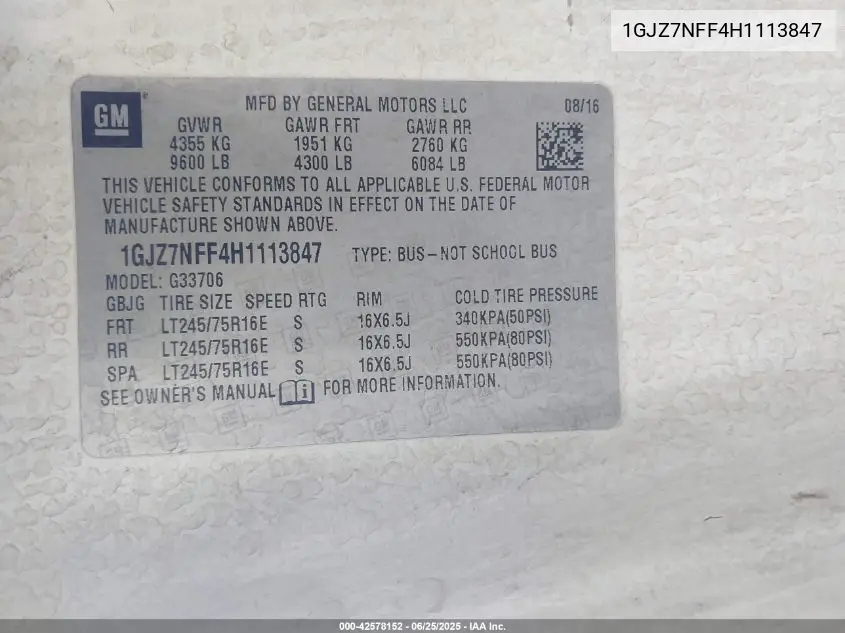 1GJZ7NFF4H1113847
GM®
MFD BY GENERAL MOTORS LLC 08/16
GVWR GAWR FRT GAWR RR
4355 KG 1951 KG 2760 KG
9600 LB 4300 LB 6084 LB
THIS VEHICLE CONFORMS TO ALL APPLICABLE U.S. FEDERAL MOTOR
VEHICLE SAFETY STANDARDS IN EFFECT ON THE DATE OF
MANUFACTURE SHOWN ABOVE.
1GJZ7NFF4H1113847 TYPE: BUS-NOT SCHOOL BUS
MODEL: G33706
GBJG TIRE SIZE SPEED RTG RIM COLD TIRE PRESSURE
FRT LT245/75R16E S 16X6.5J 340KPA(50PSI)
RR LT245/75R16E S 16X6.5J 550KPA(80PSI)
SPA LT245/75R16E S 16X6.5J 550KPA(80PSI)
SEE OWNER'S MANUAL i FOR MORE INFORMATION.
000-42578152 - 06/25/2025 - IAA Inc.